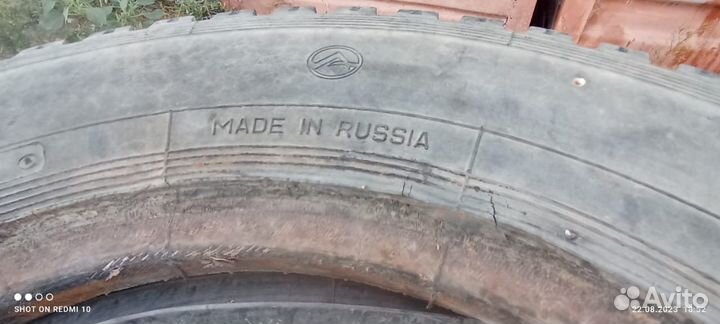 MADE IN RUSSIA
SHOT ON REDMI 10
Avito
22.08.2023 18:52